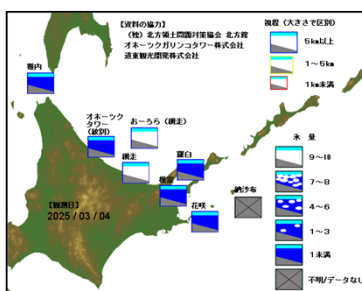 【資料の協力】
(独) 北方領土問題対策協会 北方館
オホーツクガリンコタワー株式会社
道東観光開発株式会社
視程 (大きさで区別)
5km以上
1~5km
1km未満
稚内
オホーツク
タワー
(紋別)
おーろら (網走)
網走
羅臼
根室
花咲
納沙布
氷量
9~10
7~8
4~6
1~3
1未満
不明/データなし
【観測日】
2025 / 03 / 04